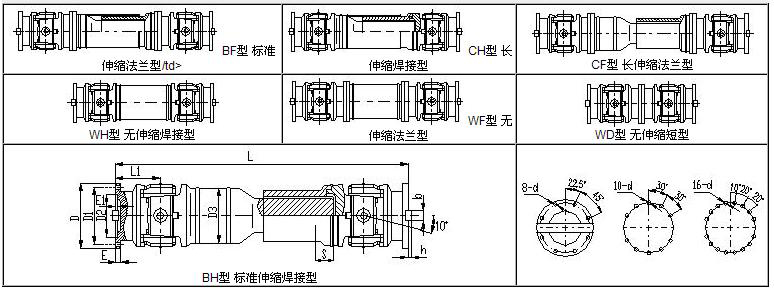 BF型 标准
伸缩法兰型/td>
CH型 长
伸缩焊接型
CF型 长伸缩法兰型
WH型 无伸缩焊接型
WF型 无
伸缩法兰型
WD型 无伸缩短型
L
L1
D
D1
D2
E1
D3
E
S
b
10°
h
BH型 标准伸缩焊接型
8-d
22.5°
45°
10-d
30°
30°
16-d
10°
20°
20°